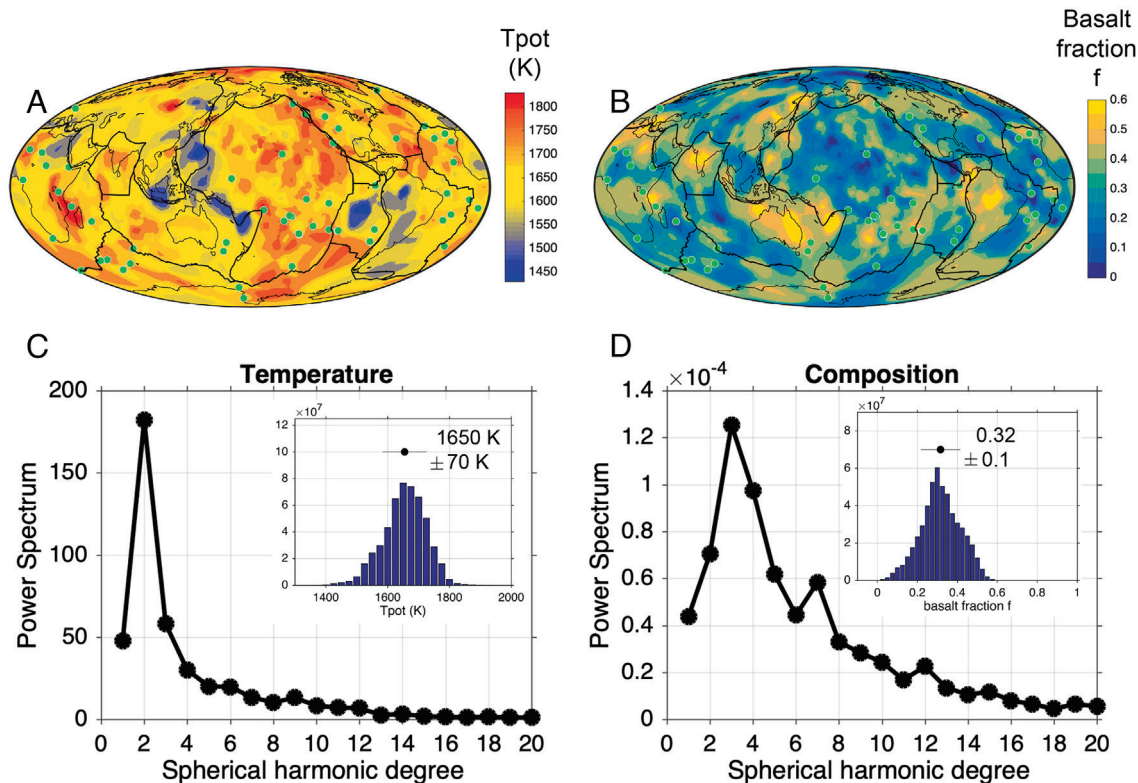 A
Tpot
(K)
1800
1750
1700
1650
1600
1550
1500
1450
B
Basalt
fraction
f
0.6
0.5
0.4
0.3
0.2
0.1
0
C
Temperature
Power Spectrum
200
150
100
50
0
0 2 4 6 8 10 12 14 16 18 20
Spherical harmonic degree
×10⁷
12
10
8
6
4
2
0
1650 K
± 70 K
1400 1600 1800 2000
Tpot (K)
D
×10⁻⁴
Composition
Power Spectrum
1.4
1.2
1
0.8
0.6
0.4
0.2
0
0 2 4 6 8 10 12 14 16 18 20
Spherical harmonic degree
×10⁷
8
6
4
2
0
0.32
± 0.1
0 0.2 0.4 0.6 0.8 1
basalt fraction f